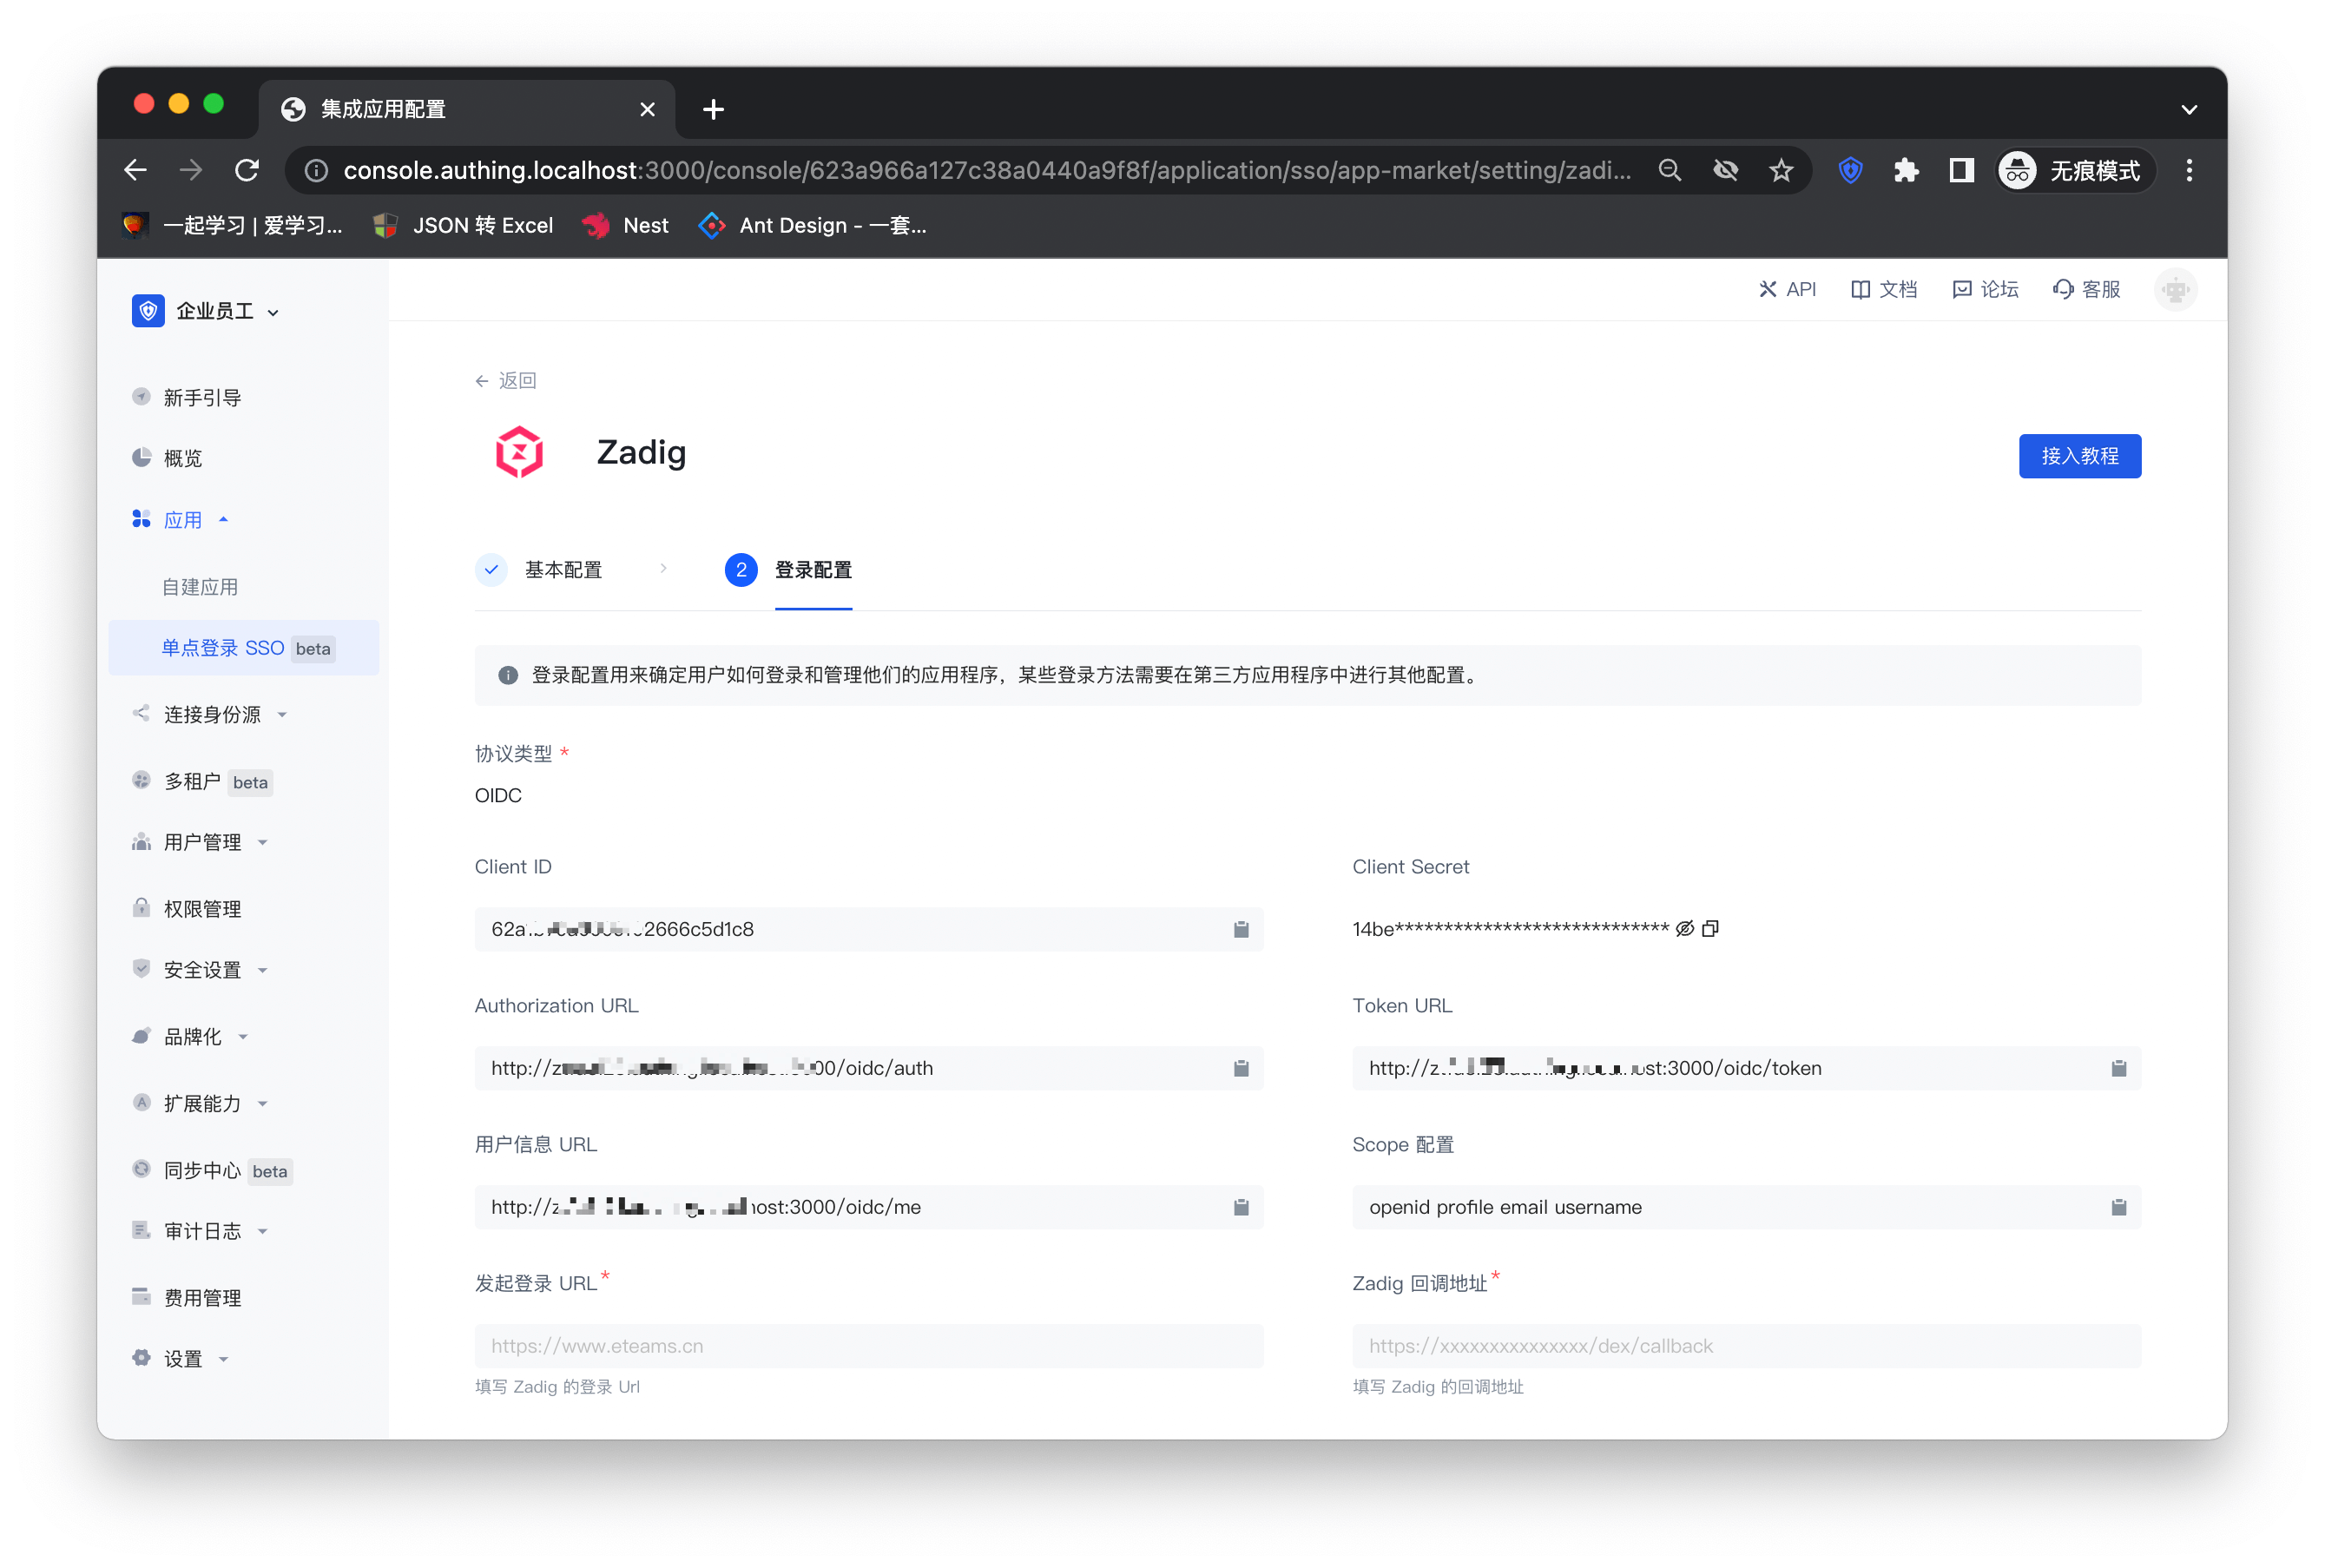 集成应用配置
console.authing.localhost:3000/console/623a966a127c38a0440a9f8f/application/sso/app-market/setting/zadi...
无痕模式
一起学习 | 爱学习...
JSON 转 Excel
Nest
Ant Design - 一套...
企业员工
API
文档
论坛
客服
新手引导
概览
应用
自建应用
单点登录 SSO beta
连接身份源
多租户 beta
用户管理
权限管理
安全设置
品牌化
扩展能力
同步中心 beta
审计日志
费用管理
设置
返回
Zadig
接入教程
基本配置
2 登录配置
登录配置用来确定用户如何登录和管理他们的应用程序，某些登录方法需要在第三方应用程序中进行其他配置。
协议类型 *
OIDC
Client ID
Client Secret
62a 2666c5d1c8
14be****************************
Authorization URL
Token URL
http://z 00/oidc/auth
http://z ost:3000/oidc/token
用户信息 URL
Scope 配置
http://z ost:3000/oidc/me
openid profile email username
发起登录 URL *
Zadig 回调地址 *
https://www.eteams.cn
https://xxxxxxxxxxxxxxx/dex/callback
填写 Zadig 的登录 Url
填写 Zadig 的回调地址